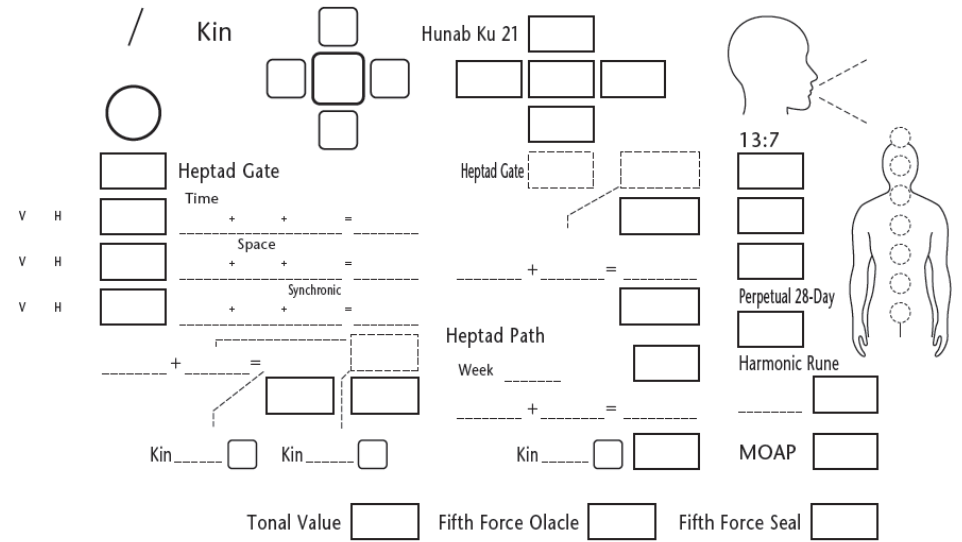 / Kin
Hunab Ku 21
13:7
Heptad Gate
Heptad Gate
Time
V H + + =
Space
V H + + = + =
Synchronic
V H + + =
Perpetual 28-Day
Heptad Path
+ =
Week
Harmonic Rune
+ =
Kin Kin Kin
MOAP
Tonal Value Fifth Force Olacle Fifth Force Seal